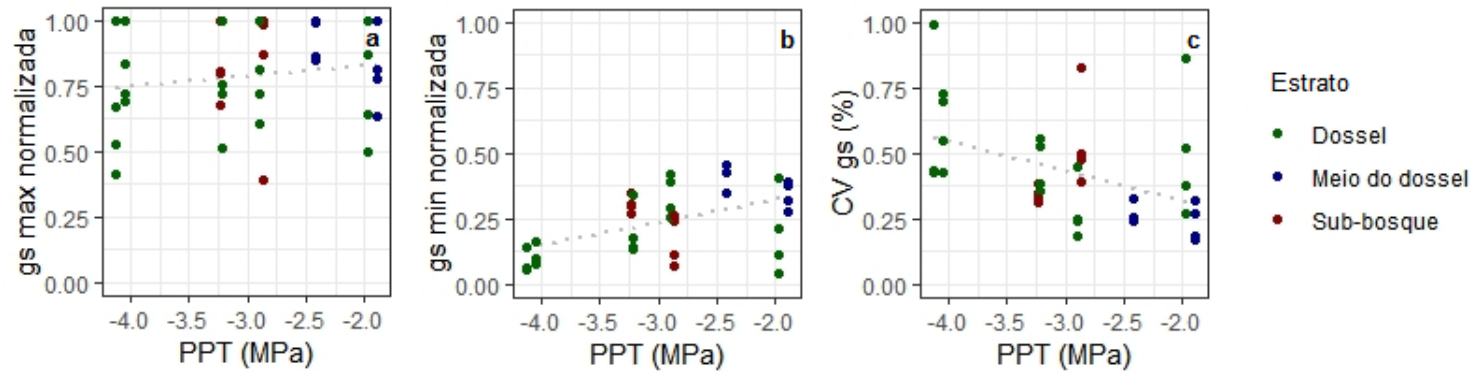 gs max normalizada
1.00
0.75
0.50
0.25
0.00
a
-4.0 -3.5 -3.0 -2.5 -2.0
PPT (MPa)
gs min normalizada
1.00
0.75
0.50
0.25
0.00
b
-4.0 -3.5 -3.0 -2.5 -2.0
PPT (MPa)
CV gs (%)
1.00
0.75
0.50
0.25
0.00
c
-4.0 -3.5 -3.0 -2.5 -2.0
PPT (MPa)
Estrato
Dossel
Meio do dossel
Sub-bosque